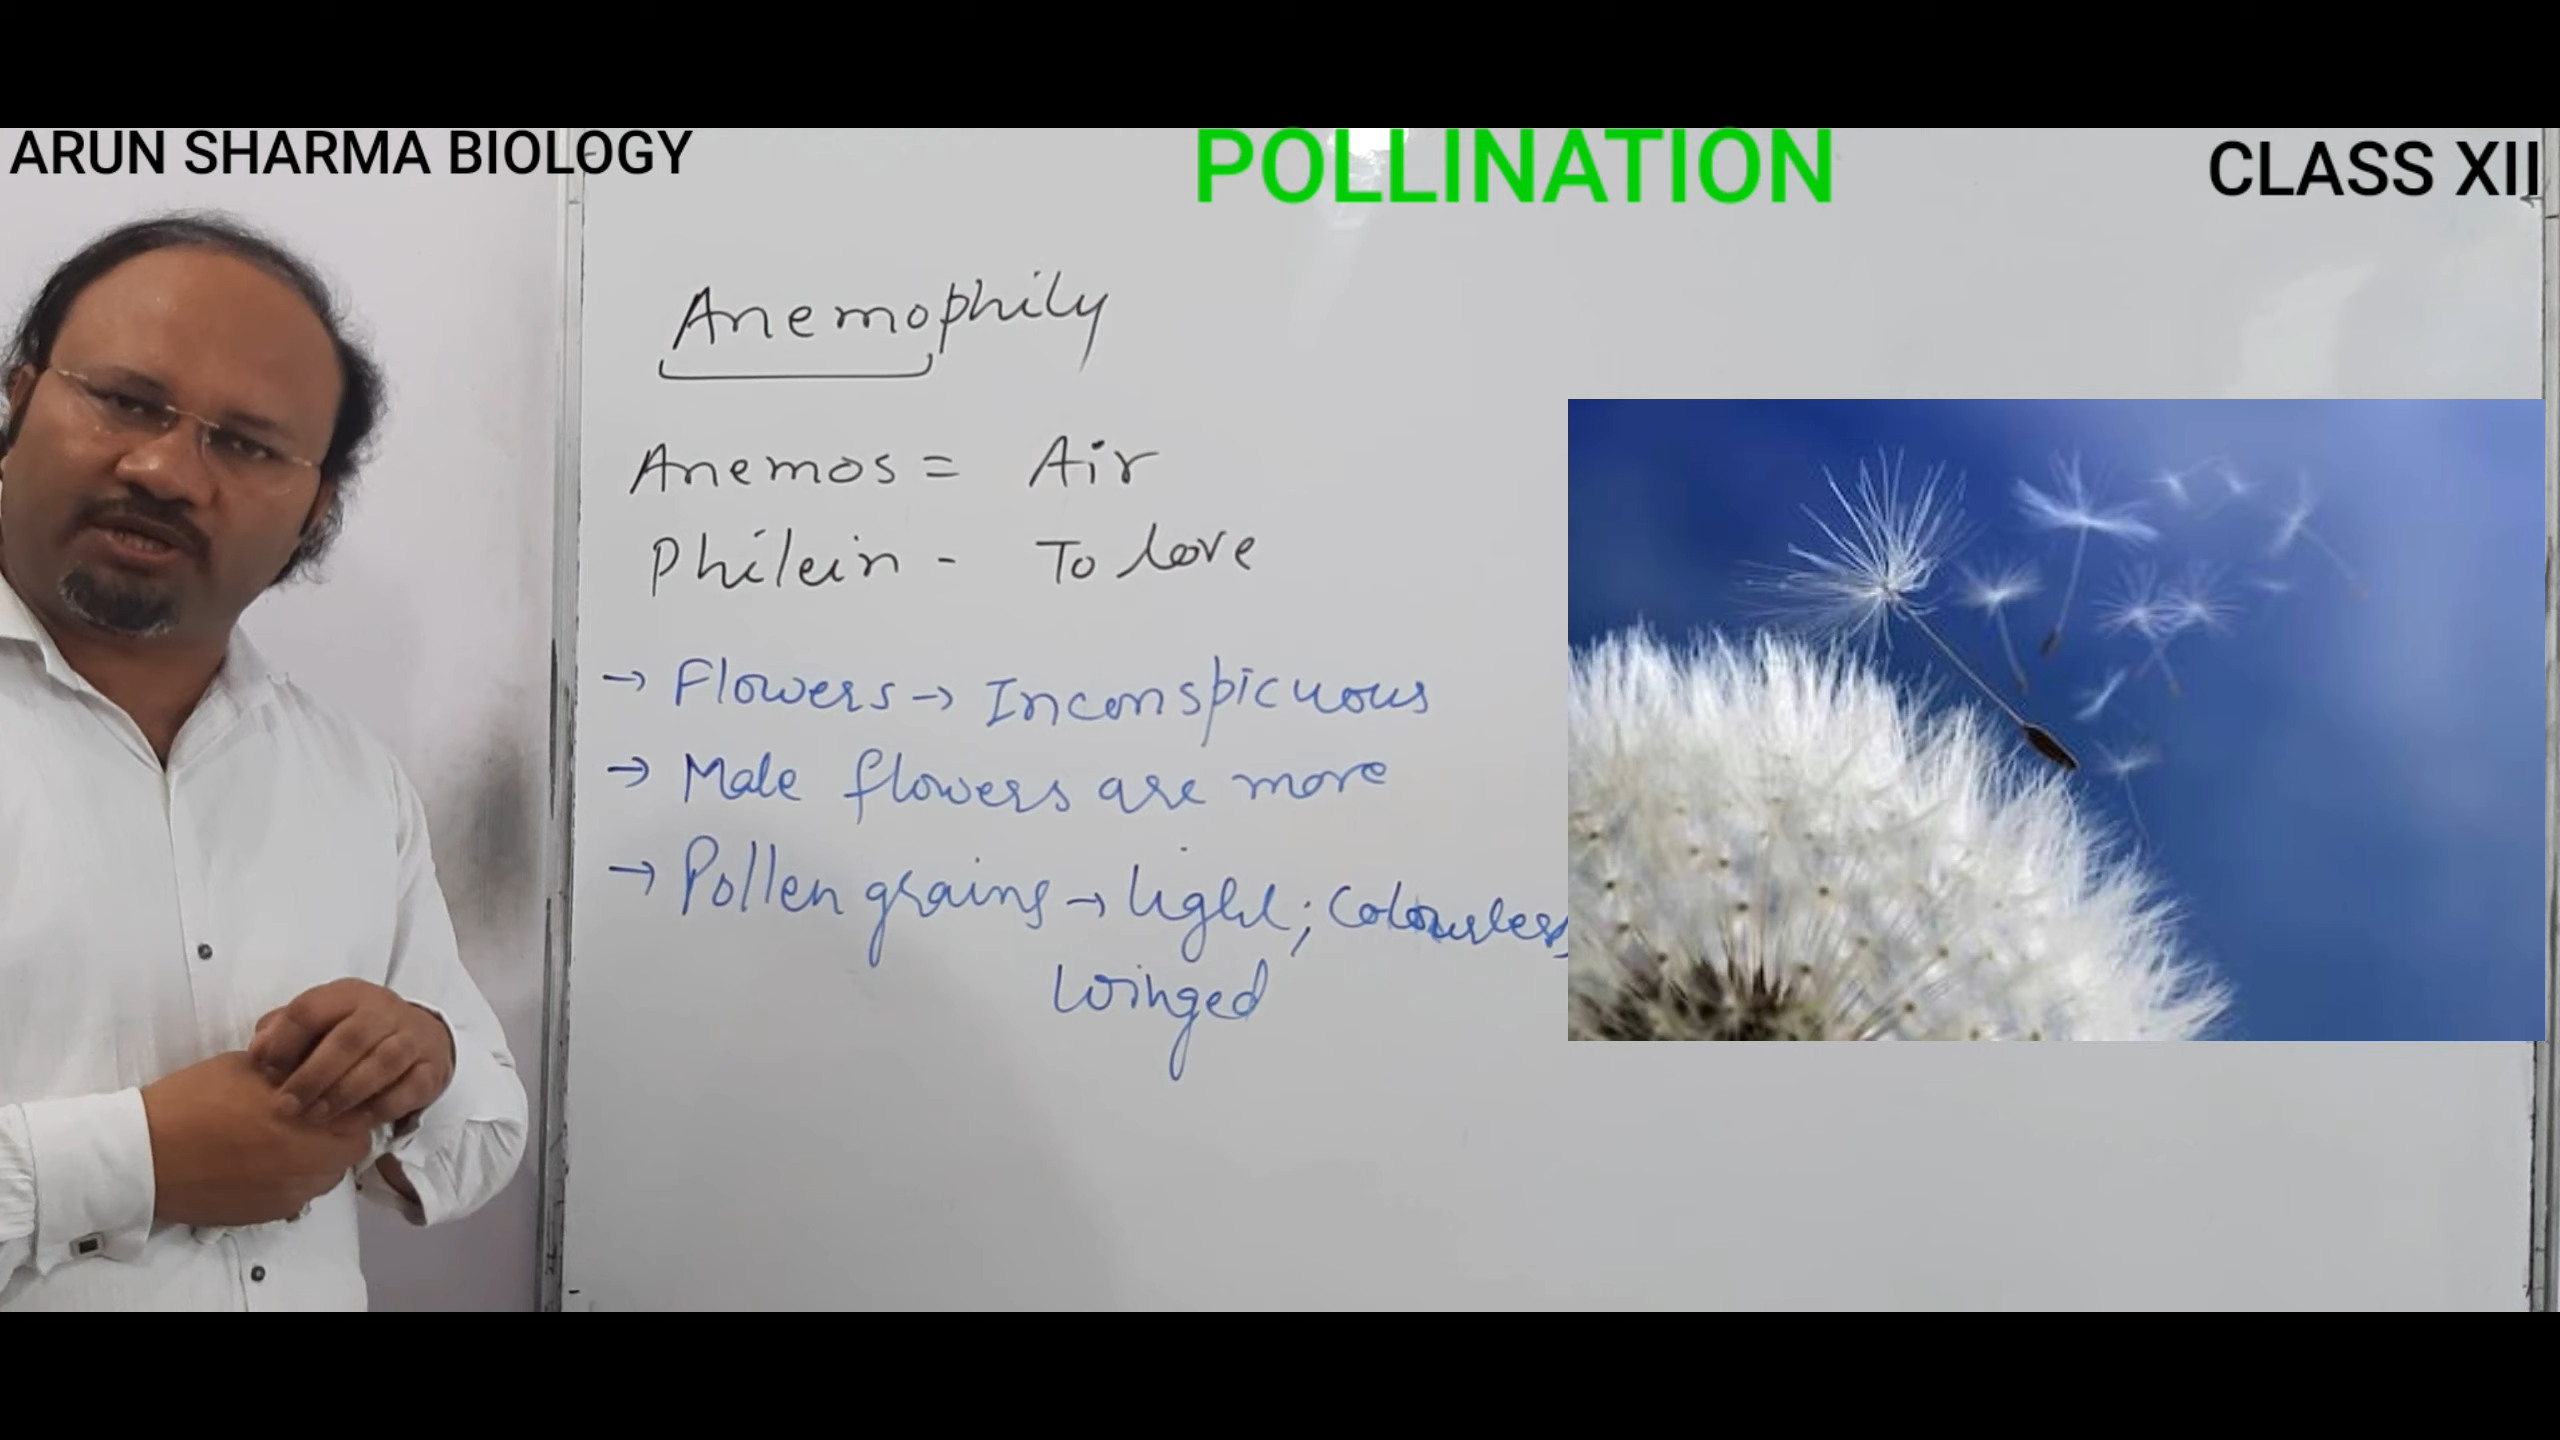 ARUN SHARMA BIOLOGY
POLLINATION
CLASS XII
Anemophily
Anemos = Air
Philein - To love
→ Flowers → Inconspicuous
→ Male flowers are more
→ Pollen grains → light; Colourless
winged